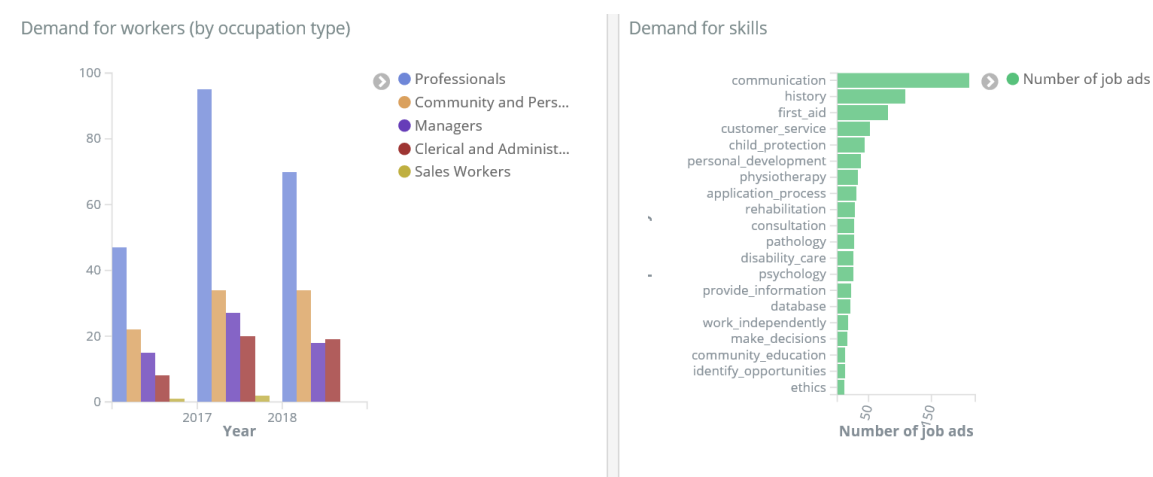 Demand for workers (by occupation type)
100
80
60
40
20
0
2017
2018
Year
Professionals
Community and Pers...
Managers
Clerical and Administ...
Sales Workers
Demand for skills
communication
history
first_aid
customer_service
child_protection
personal_development
physiotherapy
application_process
rehabilitation
consultation
pathology
disability_care
psychology
provide_information
database
work_independently
make_decisions
community_education
identify_opportunities
ethics
50
150
Number of job ads
Number of job ads